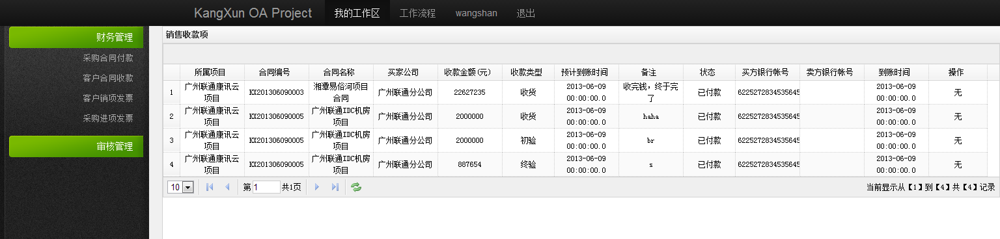 KangXun OA Project 我的工作区 工作流程 wangshan 退出
财务管理
采购合同付款
客户合同收款
客户销项发票
采购进项发票
审核管理
销售收款项
所属项目 合同编号 合同名称 买家公司 收款金额(元) 收款类型 预计到账时间 备注 状态 买方银行帐号 卖方银行帐号 到账时间 操作
1 广州联通康讯云项目 KX201306090003 湘潭易俗河项目合同 广州联通分公司 22627235 收货 2013-06-09 00:00:00.0 收完钱，终于完了 已付款 6225272834535645 2013-06-09 00:00:00.0 无
2 广州联通康讯云项目 KX201306090005 广州联通IDC机房项目 广州联通分公司 2000000 收货 2013-06-09 00:00:00.0 haha 已付款 6225272834535645 2013-06-09 00:00:00.0 无
3 广州联通康讯云项目 KX201306090005 广州联通IDC机房项目 广州联通分公司 2000000 初验 2013-06-09 00:00:00.0 br 已付款 6225272834535645 2013-06-09 00:00:00.0 无
4 广州联通康讯云项目 KX201306090005 广州联通IDC机房项目 广州联通分公司 887654 终验 2013-06-09 00:00:00.0 s 已付款 6225272834535645 2013-06-09 00:00:00.0 无
10 第 1 共1页 当前显示从【1】到【4】共【4】记录